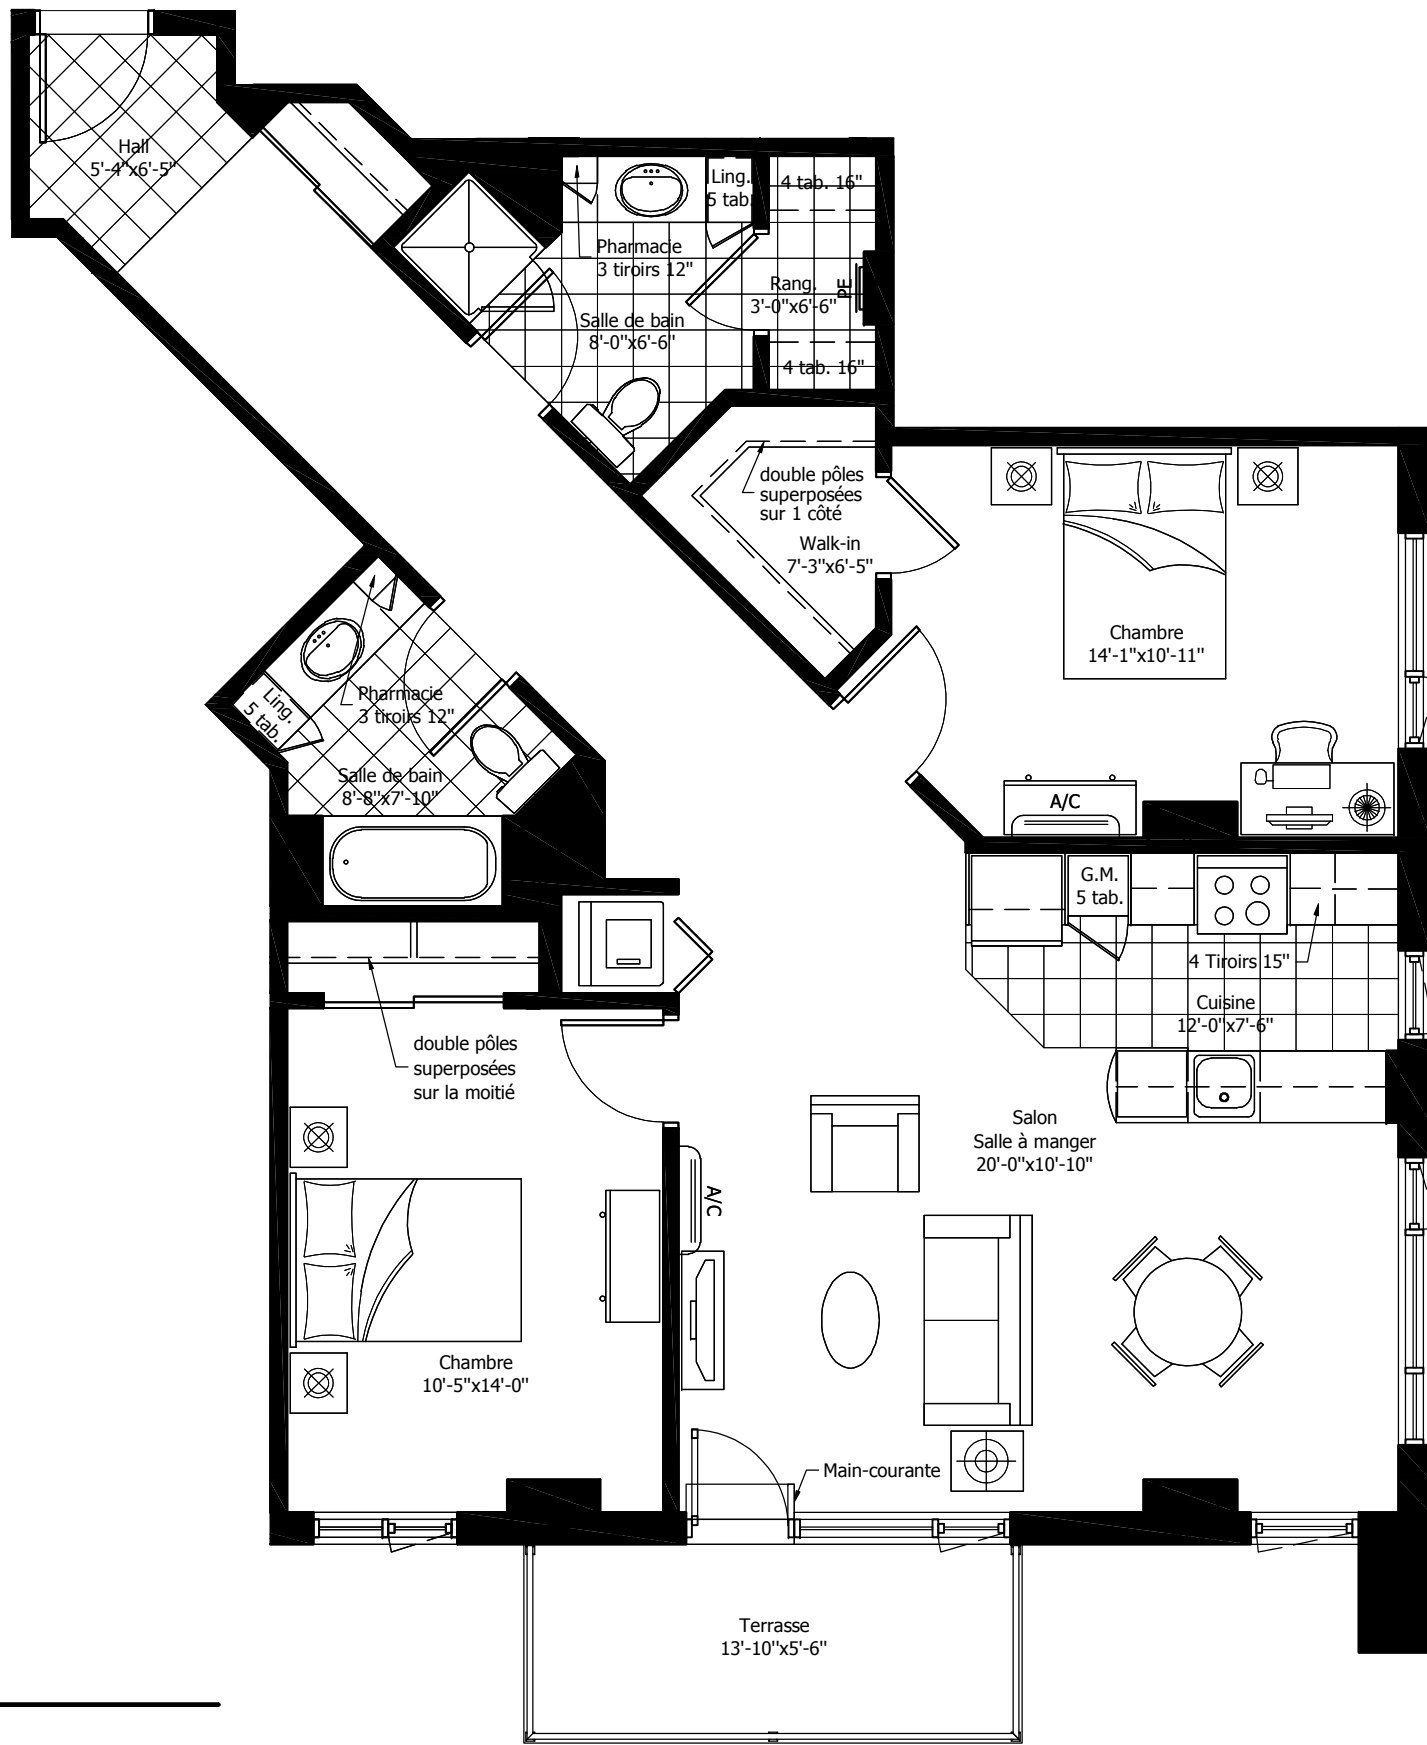 Hall
5'-4"x6'-5"
Ling.
5 tab.
4 tab. 16"
Pharmacie
3 tiroirs 12"
Rang.
3'-0"x6'-6"
PE
Salle de bain
8'-0"x6'-6"
4 tab. 16"
double pôles
superposées
sur 1 côté
Walk-in
7'-3"x6'-5"
Chambre
14'-1"x10'-11"
Ling.
5 tab.
Pharmacie
3 tiroirs 12"
Salle de bain
8'-8"x7'-10"
A/C
G.M.
5 tab.
4 Tiroirs 15"
Cuisine
12'-0"x7'-6"
double pôles
superposées
sur la moitié
Salon
Salle à manger
20'-0"x10'-10"
A/C
Chambre
10'-5"x14'-0"
Main-courante
Terrasse
13'-10"x5'-6"